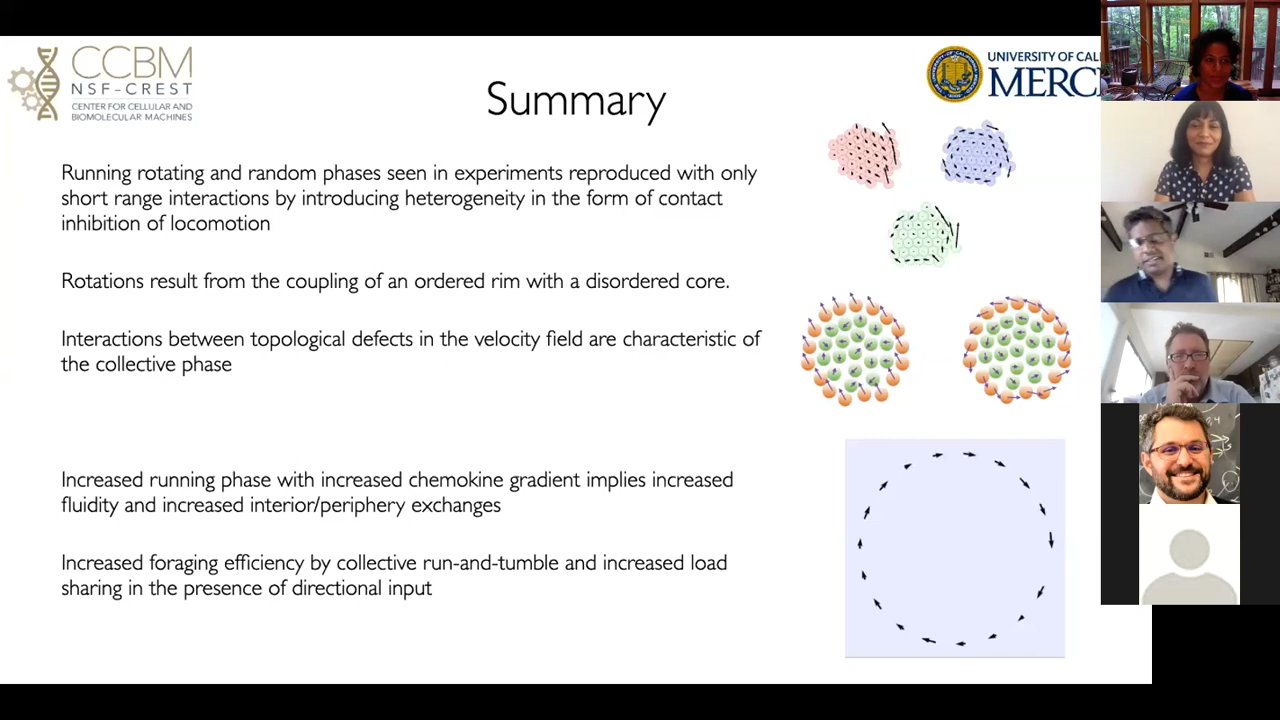 CCBM
NSF-CREST
CENTER FOR CELLULAR AND
BIOMOLECULAR MACHINES
UNIVERSITY OF CAL
MERC
Summary
Running rotating and random phases seen in experiments reproduced with only
short range interactions by introducing heterogeneity in the form of contact
inhibition of locomotion
Rotations result from the coupling of an ordered rim with a disordered core.
Interactions between topological defects in the velocity field are characteristic of
the collective phase
Increased running phase with increased chemokine gradient implies increased
fluidity and increased interior/periphery exchanges
Increased foraging efficiency by collective run-and-tumble and increased load
sharing in the presence of directional input